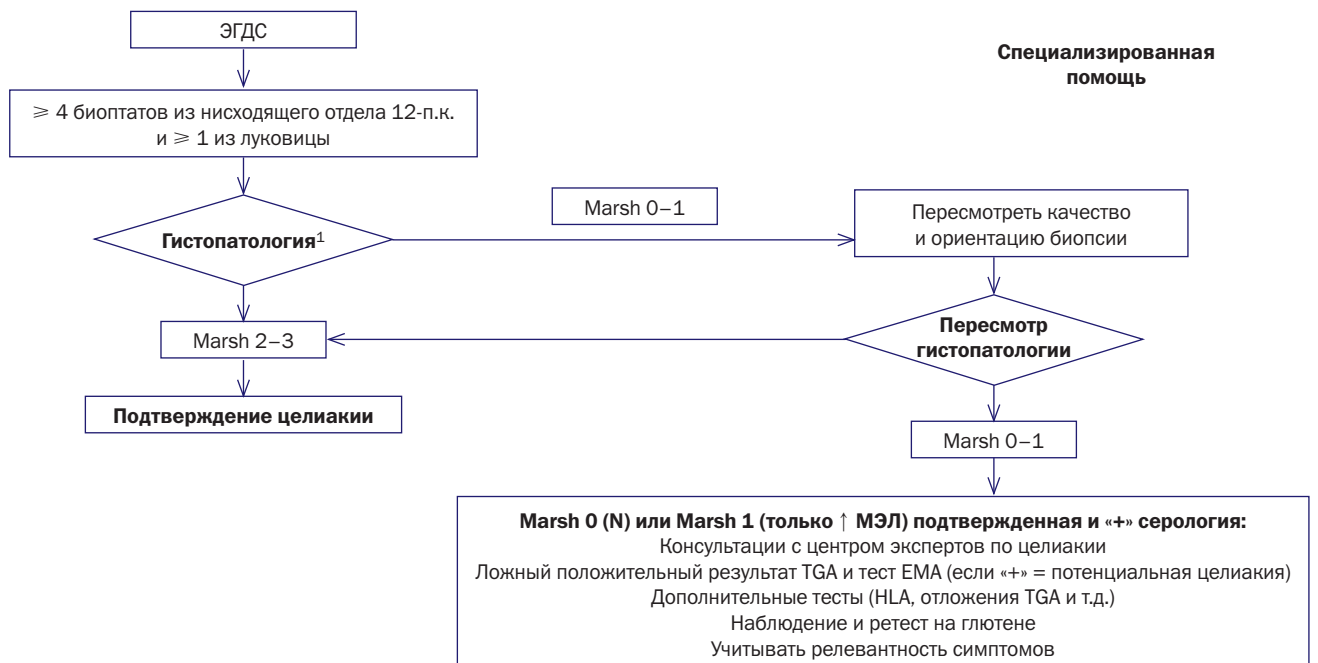 ЭГДС
Специализированная
помощь
⩾ 4 биоптатов из нисходящего отдела 12-п.к.
и ⩾ 1 из луковицы
Marsh 0–1
Пересмотреть качество
и ориентацию биопсии
Гистопатология¹
Marsh 2–3
Пересмотр
гистопатологии
Подтверждение целиакии
Marsh 0–1
Marsh 0 (N) или Marsh 1 (только ↑ МЭЛ) подтвержденная и «+» серология:
Консультации с центром экспертов по целиакии
Ложный положительный результат TGA и тест EMA (если «+» = потенциальная целиакия)
Дополнительные тесты (HLA, отложения TGA и т.д.)
Наблюдение и ретест на глютене
Учитывать релевантность симптомов